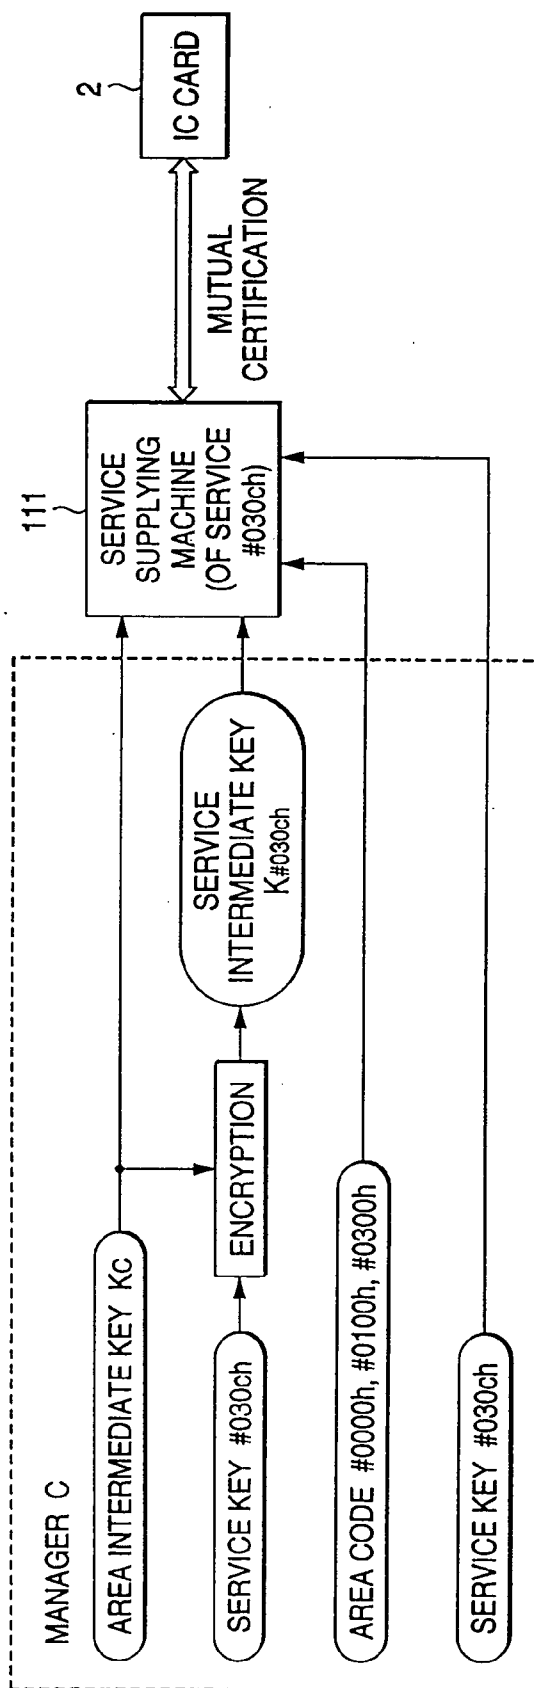 MANAGER C
AREA INTERMEDIATE KEY Kc
SERVICE KEY #030ch
AREA CODE #0000h, #0100h, #0300h
SERVICE KEY #030ch
ENCRYPTION
SERVICE
INTERMEDIATE KEY
K#030ch
111
SERVICE
SUPPLYING
MACHINE
(OF SERVICE
#030ch)
MUTUAL
CERTIFICATION
2
IC CARD